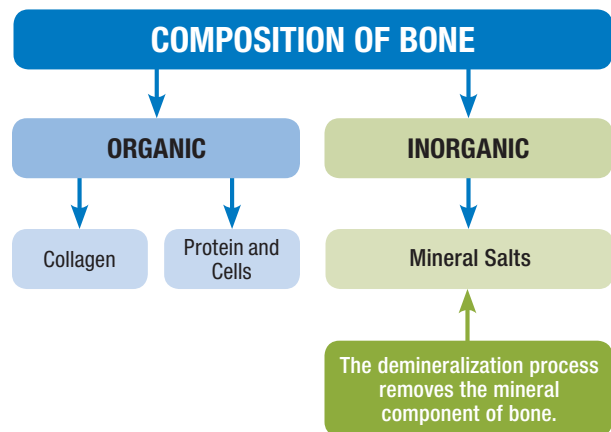 COMPOSITION OF BONE
ORGANIC
INORGANIC
Collagen
Protein and
Cells
Mineral Salts
The demineralization process
removes the mineral
component of bone.